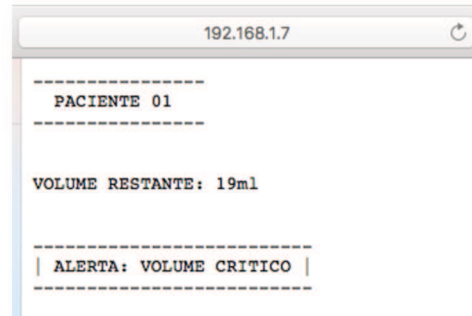 192.168.1.7
----------------
PACIENTE 01
----------------
VOLUME RESTANTE: 19ml
--------------------------
| ALERTA: VOLUME CRITICO |
--------------------------